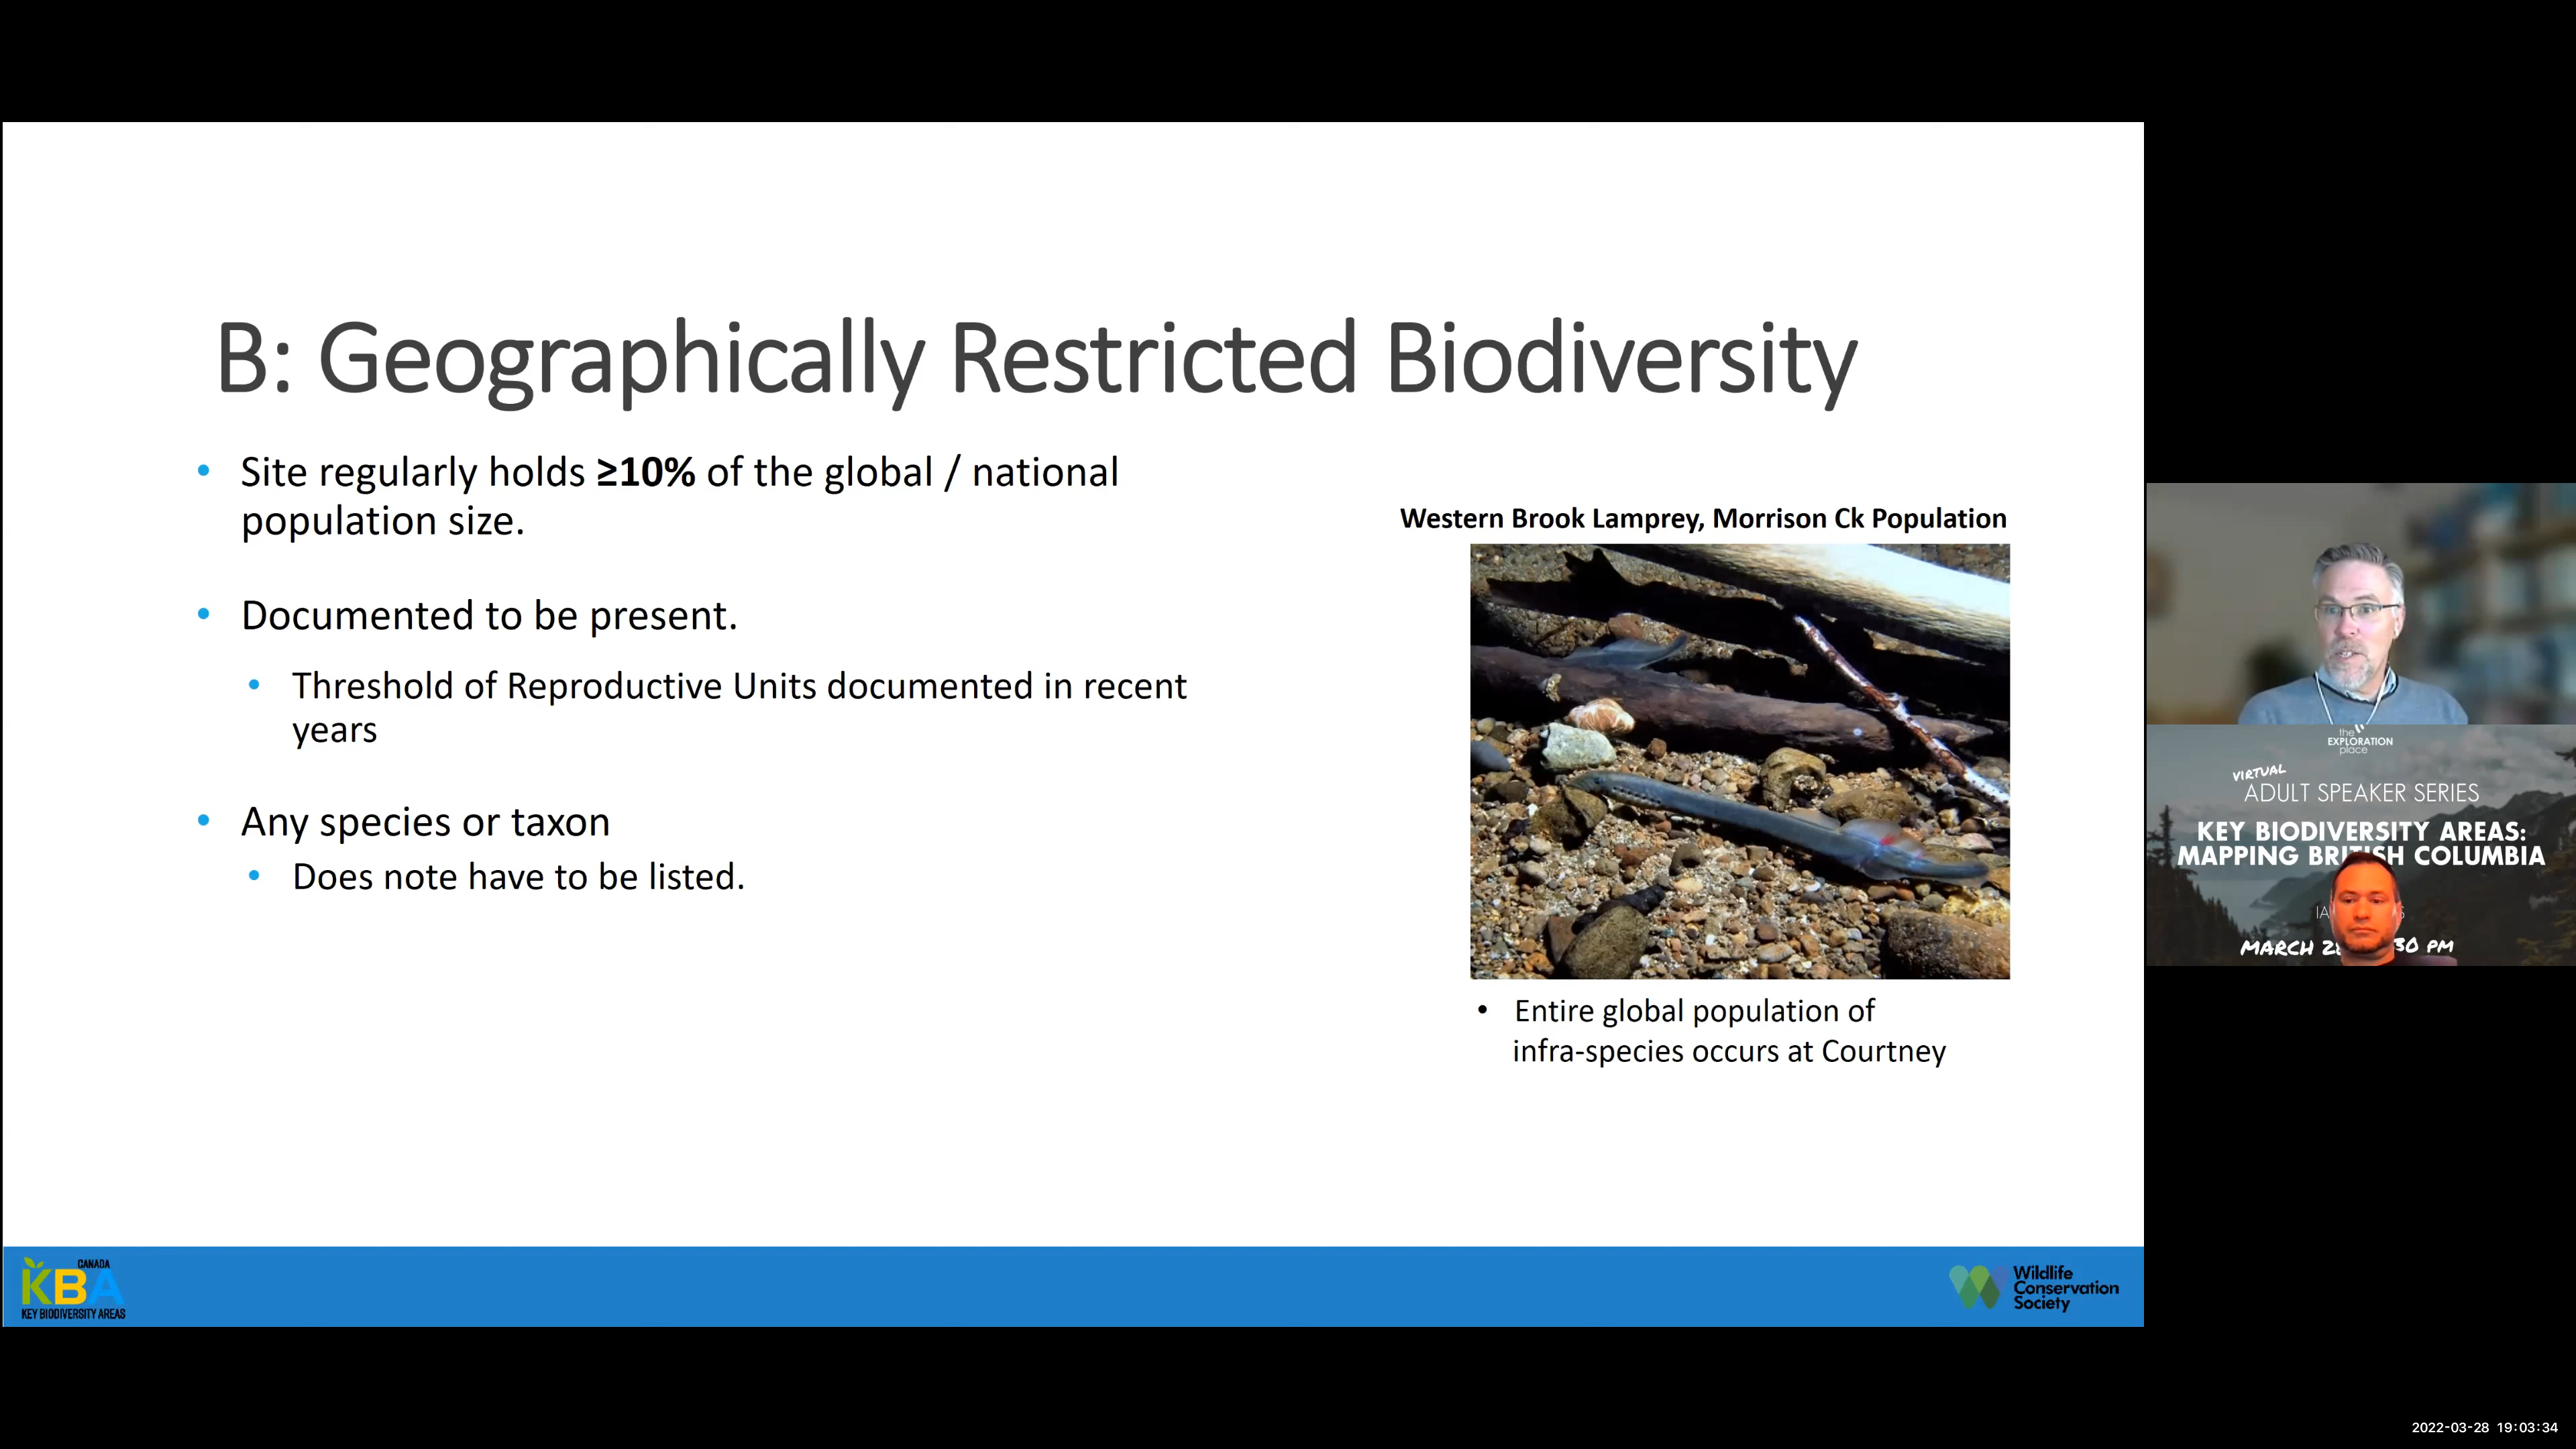 B: Geographically Restricted Biodiversity
• Site regularly holds ≥10% of the global / national
population size.
• Documented to be present.
• Threshold of Reproductive Units documented in recent
years
• Any species or taxon
• Does note have to be listed.
Western Brook Lamprey, Morrison Ck Population
• Entire global population of
infra-species occurs at Courtney
CANADA
KBA
KEY BIODIVERSITY AREAS
Wildlife
Conservation
Society
the
EXPLORATION
place
VIRTUAL
ADULT SPEAKER SERIES
KEY BIODIVERSITY AREAS:
MAPPING BRITISH COLUMBIA
MARCH 30 PM
2022-03-28 19:03:34